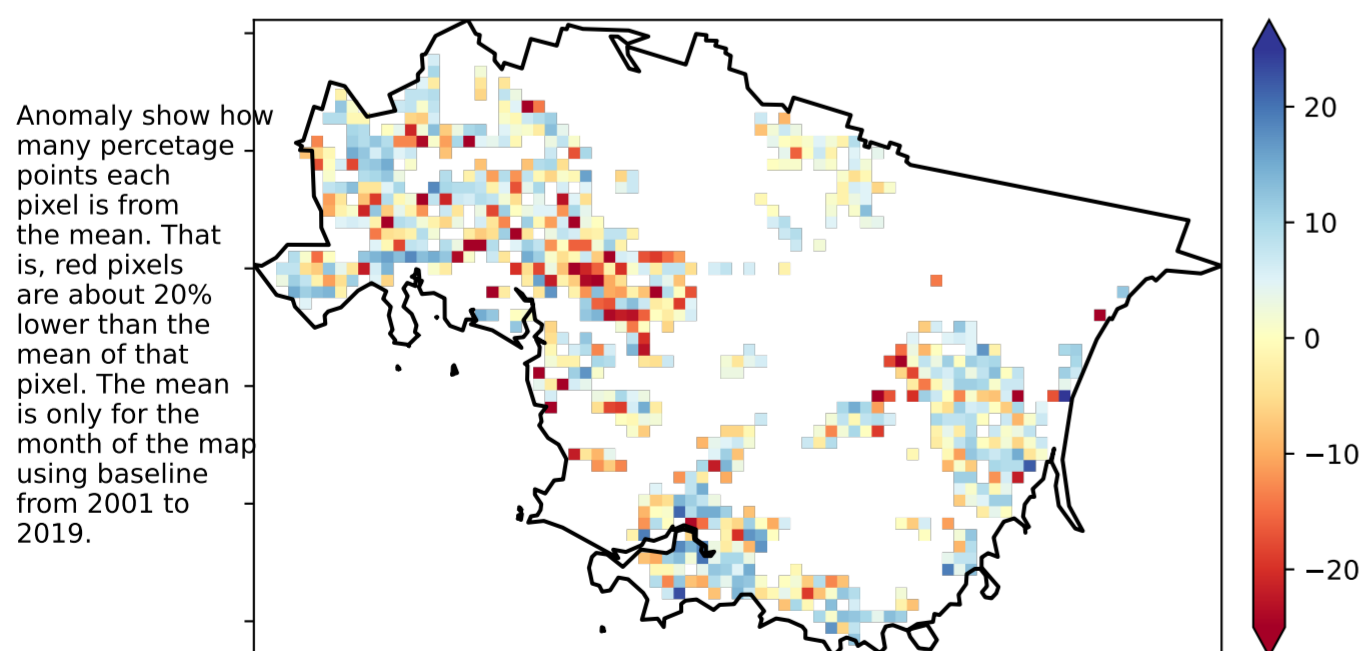 Anomaly show how
many percetage
points each
pixel is from
the mean. That
is, red pixels
are about 20%
lower than the
mean of that
pixel. The mean
is only for the
month of the map
using baseline
from 2001 to
2019.
20
10
0
−10
−20